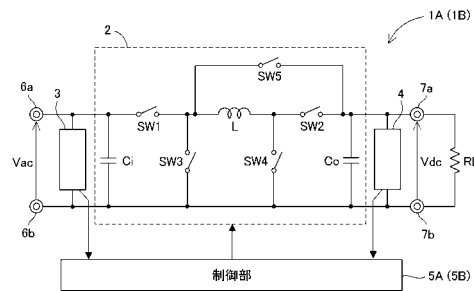 2
1A (1B)
6a
3
SW5
4
7a
SW1
L
SW2
Vac
Ci
SW3
SW4
Co
Vdc
Rl
6b
7b
制御部
5A (5B)